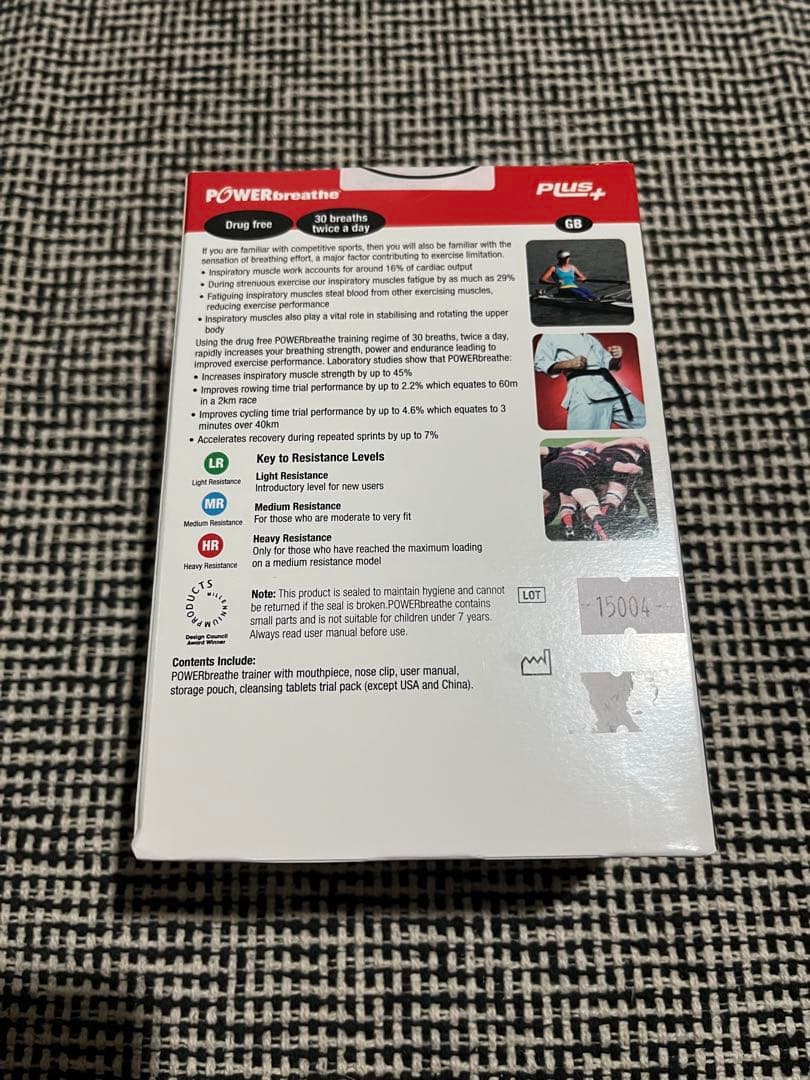 POWERbreathe
PLUS+
Drug free
30 breaths
twice a day
GB
If you are familiar with competitive sports, then you will also be familiar with the
sensation of breathing effort, a major factor contributing to exercise limitation.
• Inspiratory muscle work accounts for around 16% of cardiac output
• During strenuous exercise our inspiratory muscles fatigue by as much as 29%
• Fatiguing inspiratory muscles steal blood from other exercising muscles,
reducing exercise performance
• Inspiratory muscles also play a vital role in stabilising and rotating the upper
body
Using the drug free POWERbreathe training regime of 30 breaths, twice a day,
rapidly increases your breathing strength, power and endurance leading to
improved exercise performance. Laboratory studies show that POWERbreathe:
• Increases inspiratory muscle strength by up to 45%
• Improves rowing time trial performance by up to 2.2% which equates to 60m
in a 2km race
• Improves cycling time trial performance by up to 4.6% which equates to 3
minutes over 40km
• Accelerates recovery during repeated sprints by up to 7%
Key to Resistance Levels
LR
Light Resistance
Light Resistance
Introductory level for new users
MR
Medium Resistance
Medium Resistance
For those who are moderate to very fit
HR
Heavy Resistance
Heavy Resistance
Only for those who have reached the maximum loading
on a medium resistance model
MILLENNIUM PRODUCTS
Design Council
Award Winner
Note: This product is sealed to maintain hygiene and cannot
be returned if the seal is broken.POWERbreathe contains
small parts and is not suitable for children under 7 years.
Always read user manual before use.
LOT
-15004-
Contents Include:
POWERbreathe trainer with mouthpiece, nose clip, user manual,
storage pouch, cleansing tablets trial pack (except USA and China).